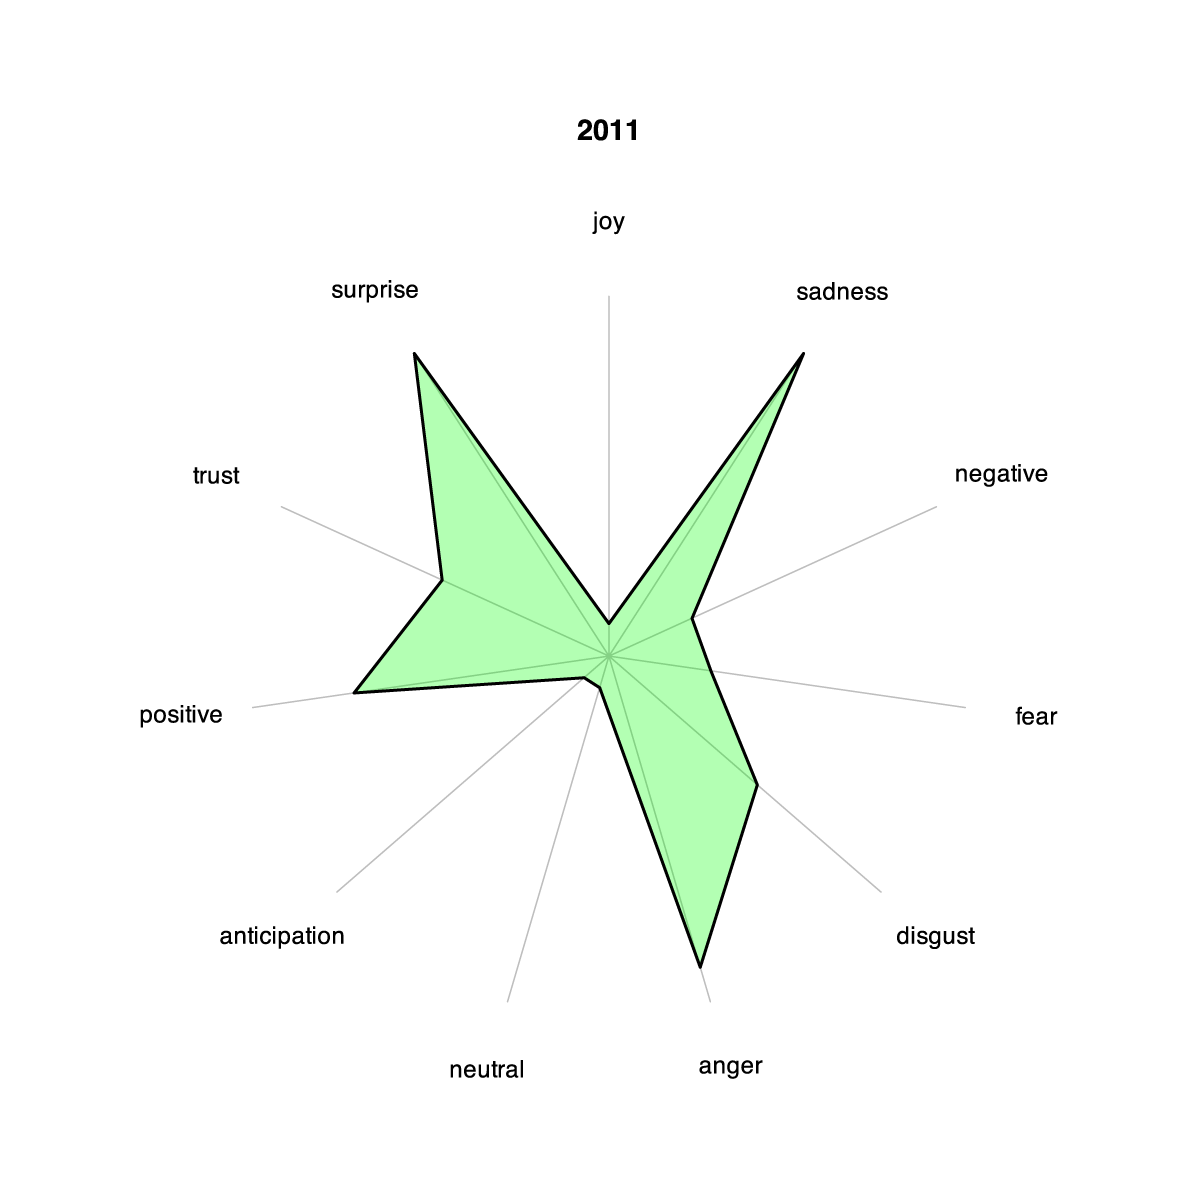 2011
joy
surprise
sadness
trust
negative
positive
fear
anticipation
disgust
neutral
anger